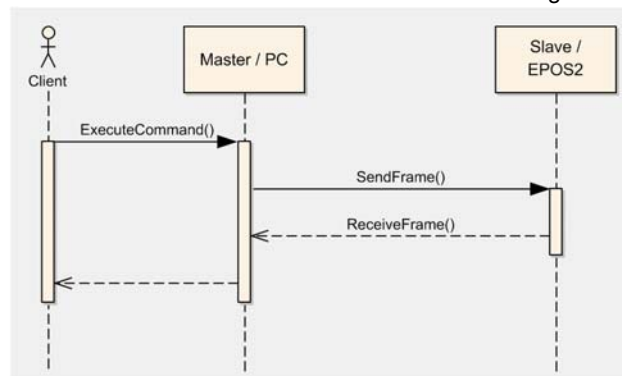 Client
Master / PC
Slave /
EPOS2
ExecuteCommand()
SendFrame()
ReceiveFrame()